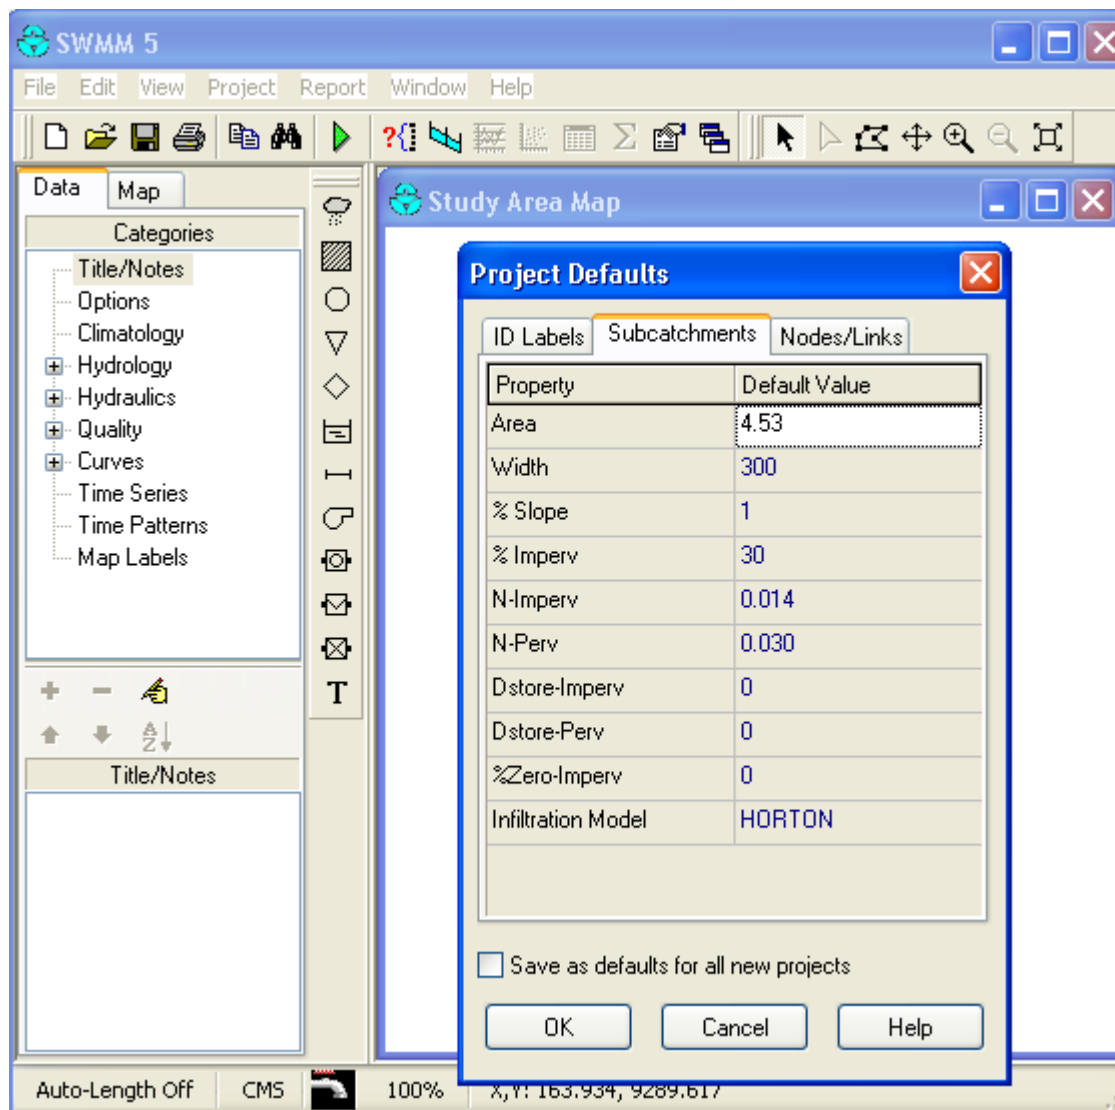 SWMM 5
File Edit View Project Report Window Help
?{}
Data Map
Categories
Title/Notes
Options
Climatology
Hydrology
Hydraulics
Quality
Curves
Time Series
Time Patterns
Map Labels
T
AZ
Title/Notes
Study Area Map
Project Defaults
ID Labels Subcatchments Nodes/Links
Property Default Value
Area 4.53
Width 300
% Slope 1
% Imperv 30
N-Imperv 0.014
N-Perv 0.030
Dstore-Imperv 0
Dstore-Perv 0
%Zero-Imperv 0
Infiltration Model HORTON
Save as defaults for all new projects
OK Cancel Help
Auto-Length Off CMS 100% X,Y: 163.934, 9289.617